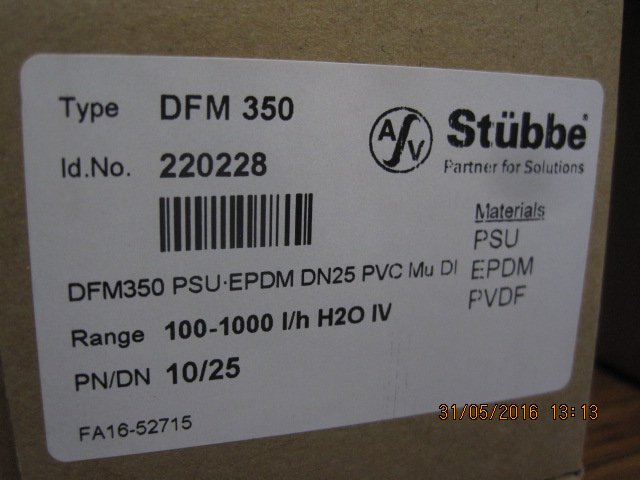 Type DFM 350
Id.No. 220228
ASV Stübbe®
Partner for Solutions
Materials
PSU
EPDM
PVDF
DFM350 PSU·EPDM DN25 PVC Mu DI
Range 100-1000 l/h H2O IV
PN/DN 10/25
FA16-52715
31/05/2016 13:13